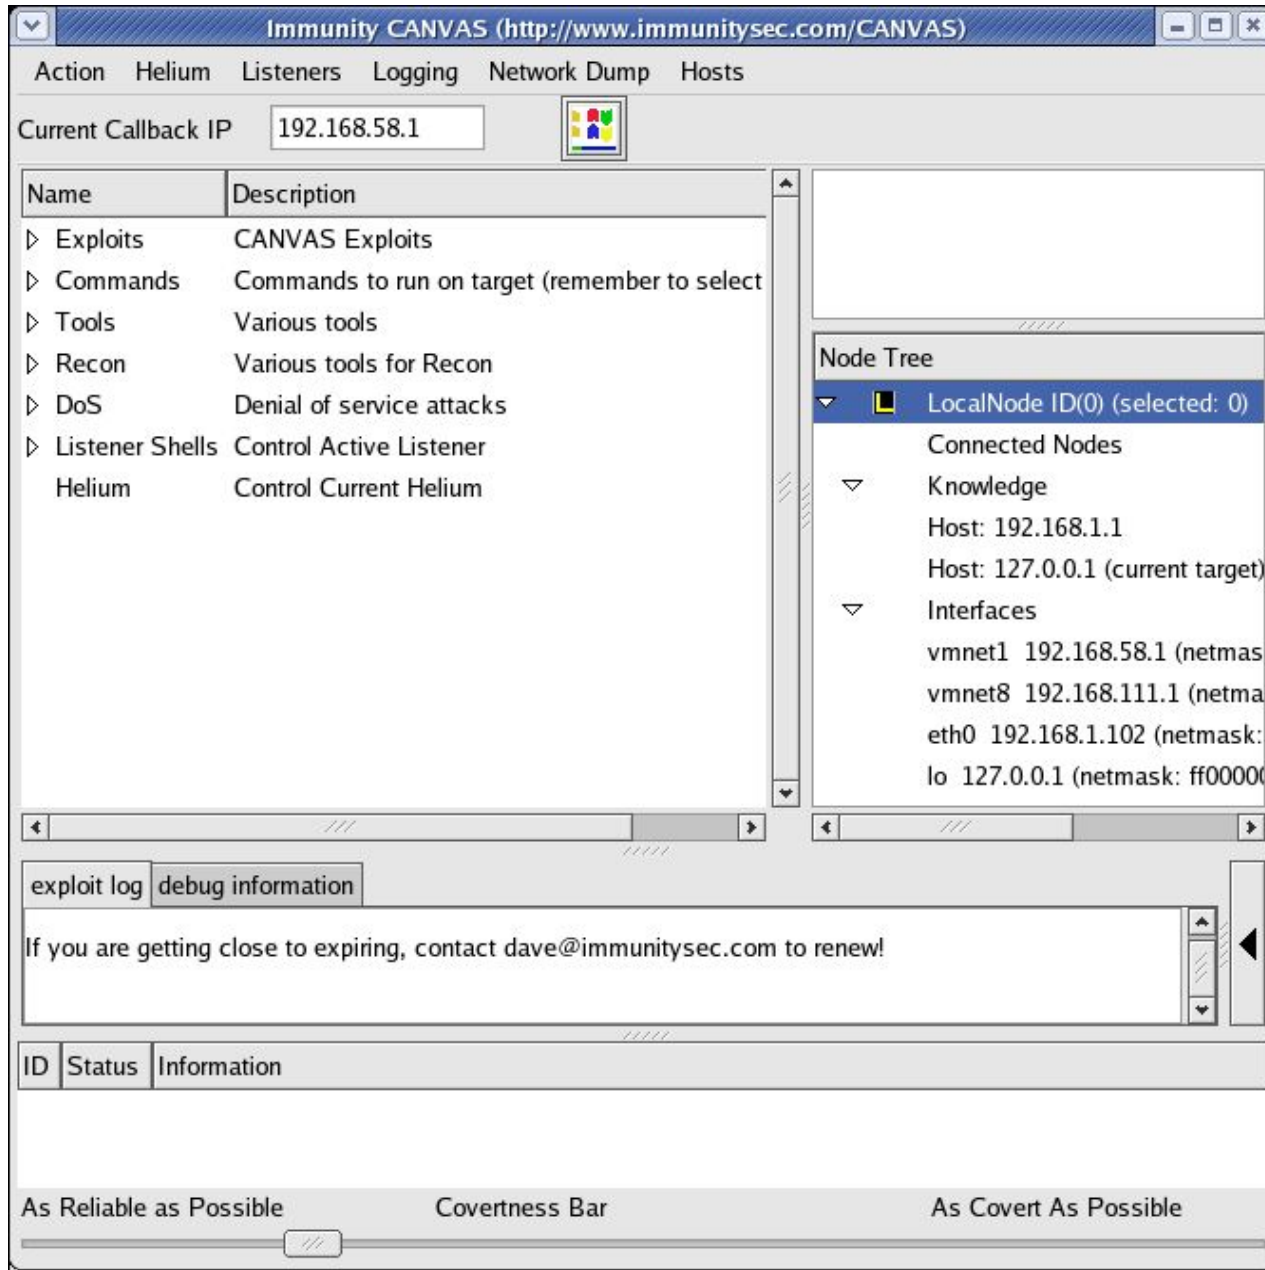 Immunity CANVAS (http://www.immunitysec.com/CANVAS)
Action Helium Listeners Logging Network Dump Hosts
Current Callback IP 192.168.58.1
Name Description
Exploits CANVAS Exploits
Commands Commands to run on target (remember to select
Tools Various tools
Recon Various tools for Recon
DoS Denial of service attacks
Listener Shells Control Active Listener
Helium Control Current Helium
Node Tree
L LocalNode ID(0) (selected: 0)
Connected Nodes
Knowledge
Host: 192.168.1.1
Host: 127.0.0.1 (current target)
Interfaces
vmnet1 192.168.58.1 (netmas
vmnet8 192.168.111.1 (netma
eth0 192.168.1.102 (netmask:
lo 127.0.0.1 (netmask: ff00000
exploit log debug information
If you are getting close to expiring, contact dave@immunitysec.com to renew!
ID Status Information
As Reliable as Possible Covertness Bar As Covert As Possible